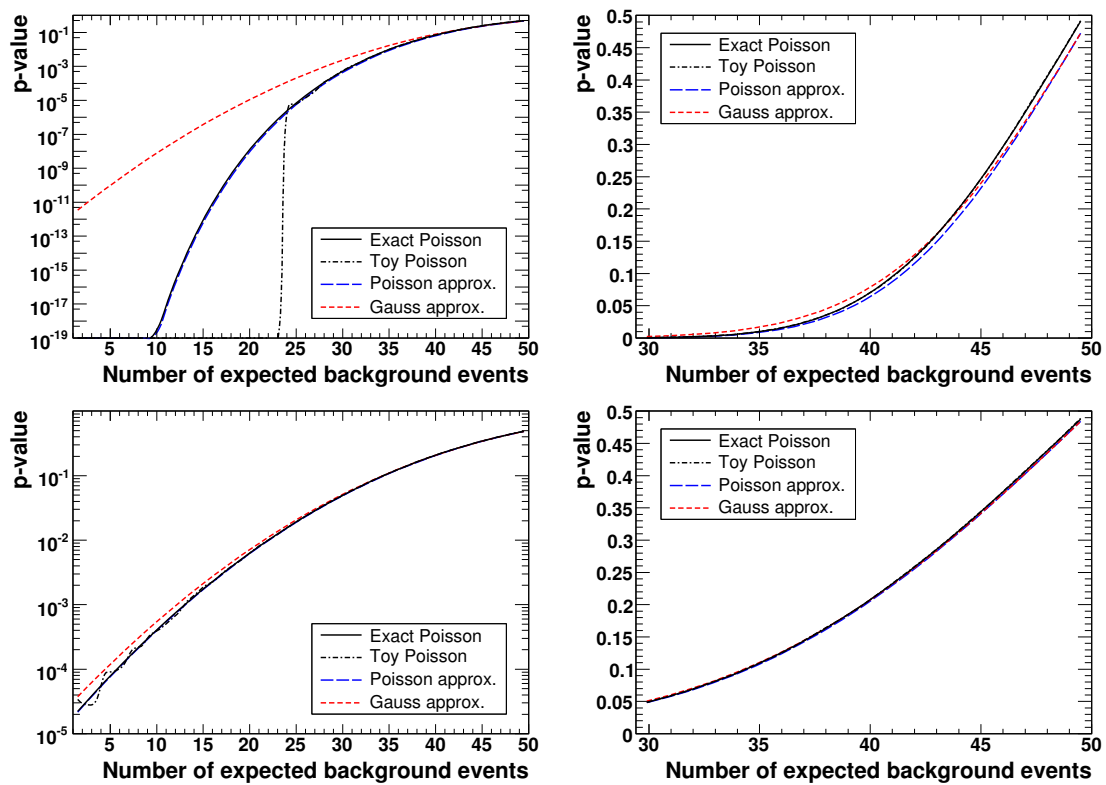 p-value
10^-1
10^-3
10^-5
10^-7
10^-9
10^-11
10^-13
10^-15
10^-17
10^-19
Exact Poisson
Toy Poisson
Poisson approx.
Gauss approx.
5 10 15 20 25 30 35 40 45 50
Number of expected background events
p-value
0.5
0.45
0.4
0.35
0.3
0.25
0.2
0.15
0.1
0.05
0
Exact Poisson
Toy Poisson
Poisson approx.
Gauss approx.
30 35 40 45 50
Number of expected background events
p-value
10^-1
10^-2
10^-3
10^-4
10^-5
Exact Poisson
Toy Poisson
Poisson approx.
Gauss approx.
5 10 15 20 25 30 35 40 45 50
Number of expected background events
p-value
0.5
0.45
0.4
0.35
0.3
0.25
0.2
0.15
0.1
0.05
0
Exact Poisson
Toy Poisson
Poisson approx.
Gauss approx.
30 35 40 45 50
Number of expected background events